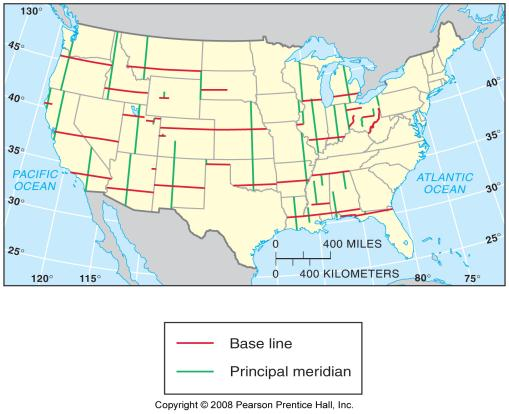 130°
45°
40°
40°
35°
35°
PACIFIC
OCEAN
ATLANTIC
OCEAN
30°
30°
0 400 MILES
25°
25°
0 400 KILOMETERS
120° 115° 80° 75°
Base line
Principal meridian
Copyright © 2008 Pearson Prentice Hall, Inc.